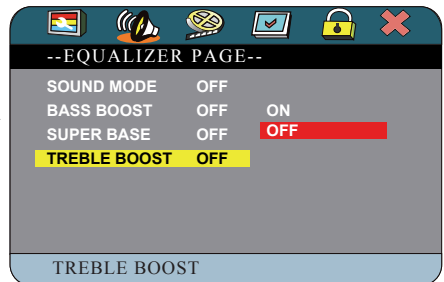 --EQUALIZER PAGE--
SOUND MODE OFF
BASS BOOST OFF ON
SUPER BASE OFF OFF
TREBLE BOOST OFF
TREBLE BOOST